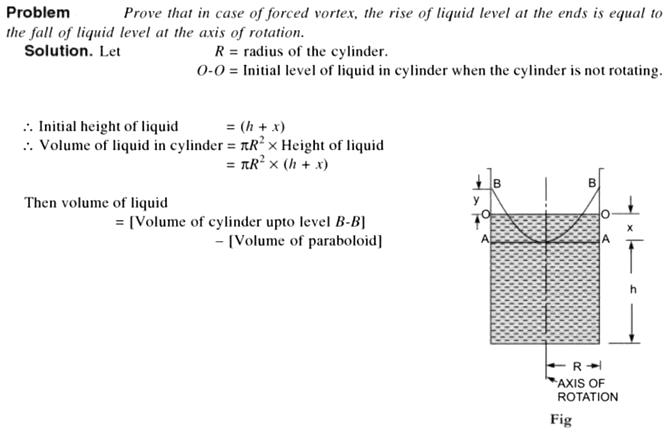 Problem Prove that in case of forced vortex, the rise of liquid level at the ends is equal to
the fall of liquid level at the axis of rotation.
Solution. Let R = radius of the cylinder.
O-O = Initial level of liquid in cylinder when the cylinder is not rotating.
∴ Initial height of liquid = (h + x)
∴ Volume of liquid in cylinder = πR² × Height of liquid
= πR² × (h + x)
Then volume of liquid
= [Volume of cylinder upto level B-B]
– [Volume of paraboloid]
B B
y
O O
x
A A
h
R
AXIS OF
ROTATION
Fig